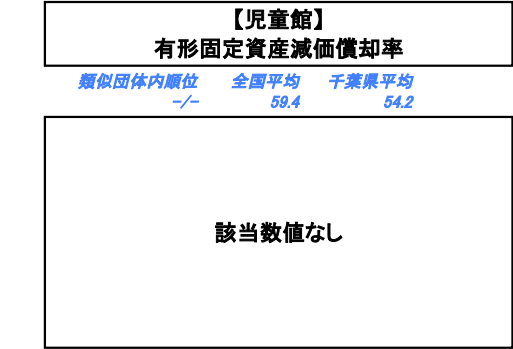 【児童館】
有形固定資産減価償却率
類似団体内順位 全国平均 千葉県平均
-/- 59.4 54.2
該当数値なし